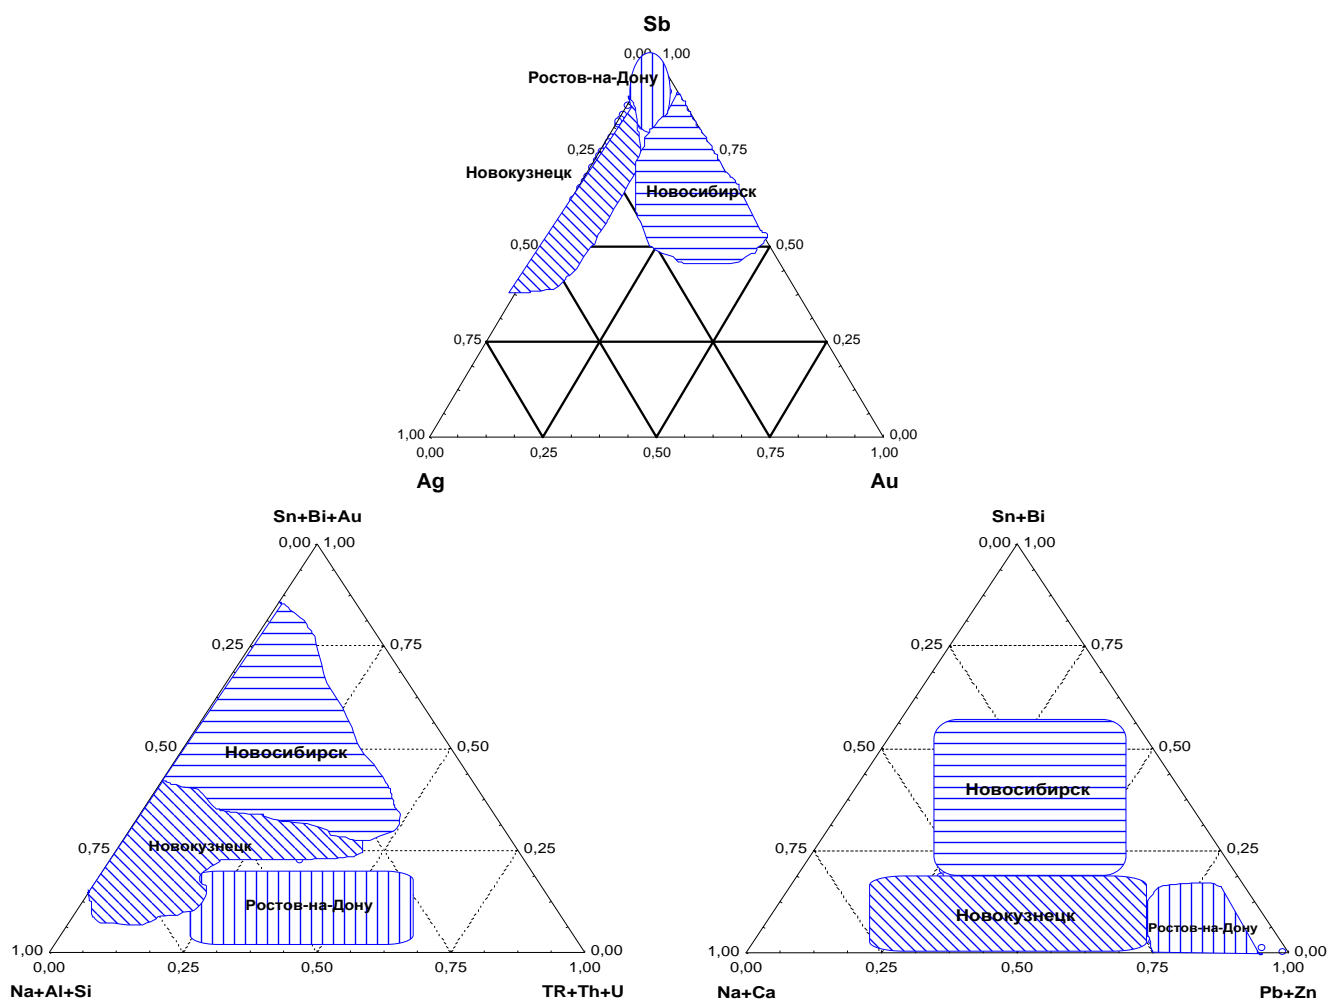 Sb
0,00 1,00
Ростов-на-Дону
0,25 0,75
Новокузнецк
Новосибирск
0,50 0,50
0,75 0,25
1,00 0,00
0,00 0,25 0,50 0,75 1,00
Ag Au
Sn+Bi+Au
0,00 1,00
0,25 0,75
0,50 0,50
Новосибирск
0,75 0,25
Новокузнецк
Ростов-на-Дону
1,00 0,00
0,00 0,25 0,50 0,75 1,00
Na+Al+Si TR+Th+U
Sn+Bi
0,00 1,00
0,25 0,75
0,50 0,50
Новосибирск
0,75 0,25
Новокузнецк
Ростов-на-Дону
1,00 0,00
0,00 0,25 0,50 0,75 1,00
Na+Ca Pb+Zn